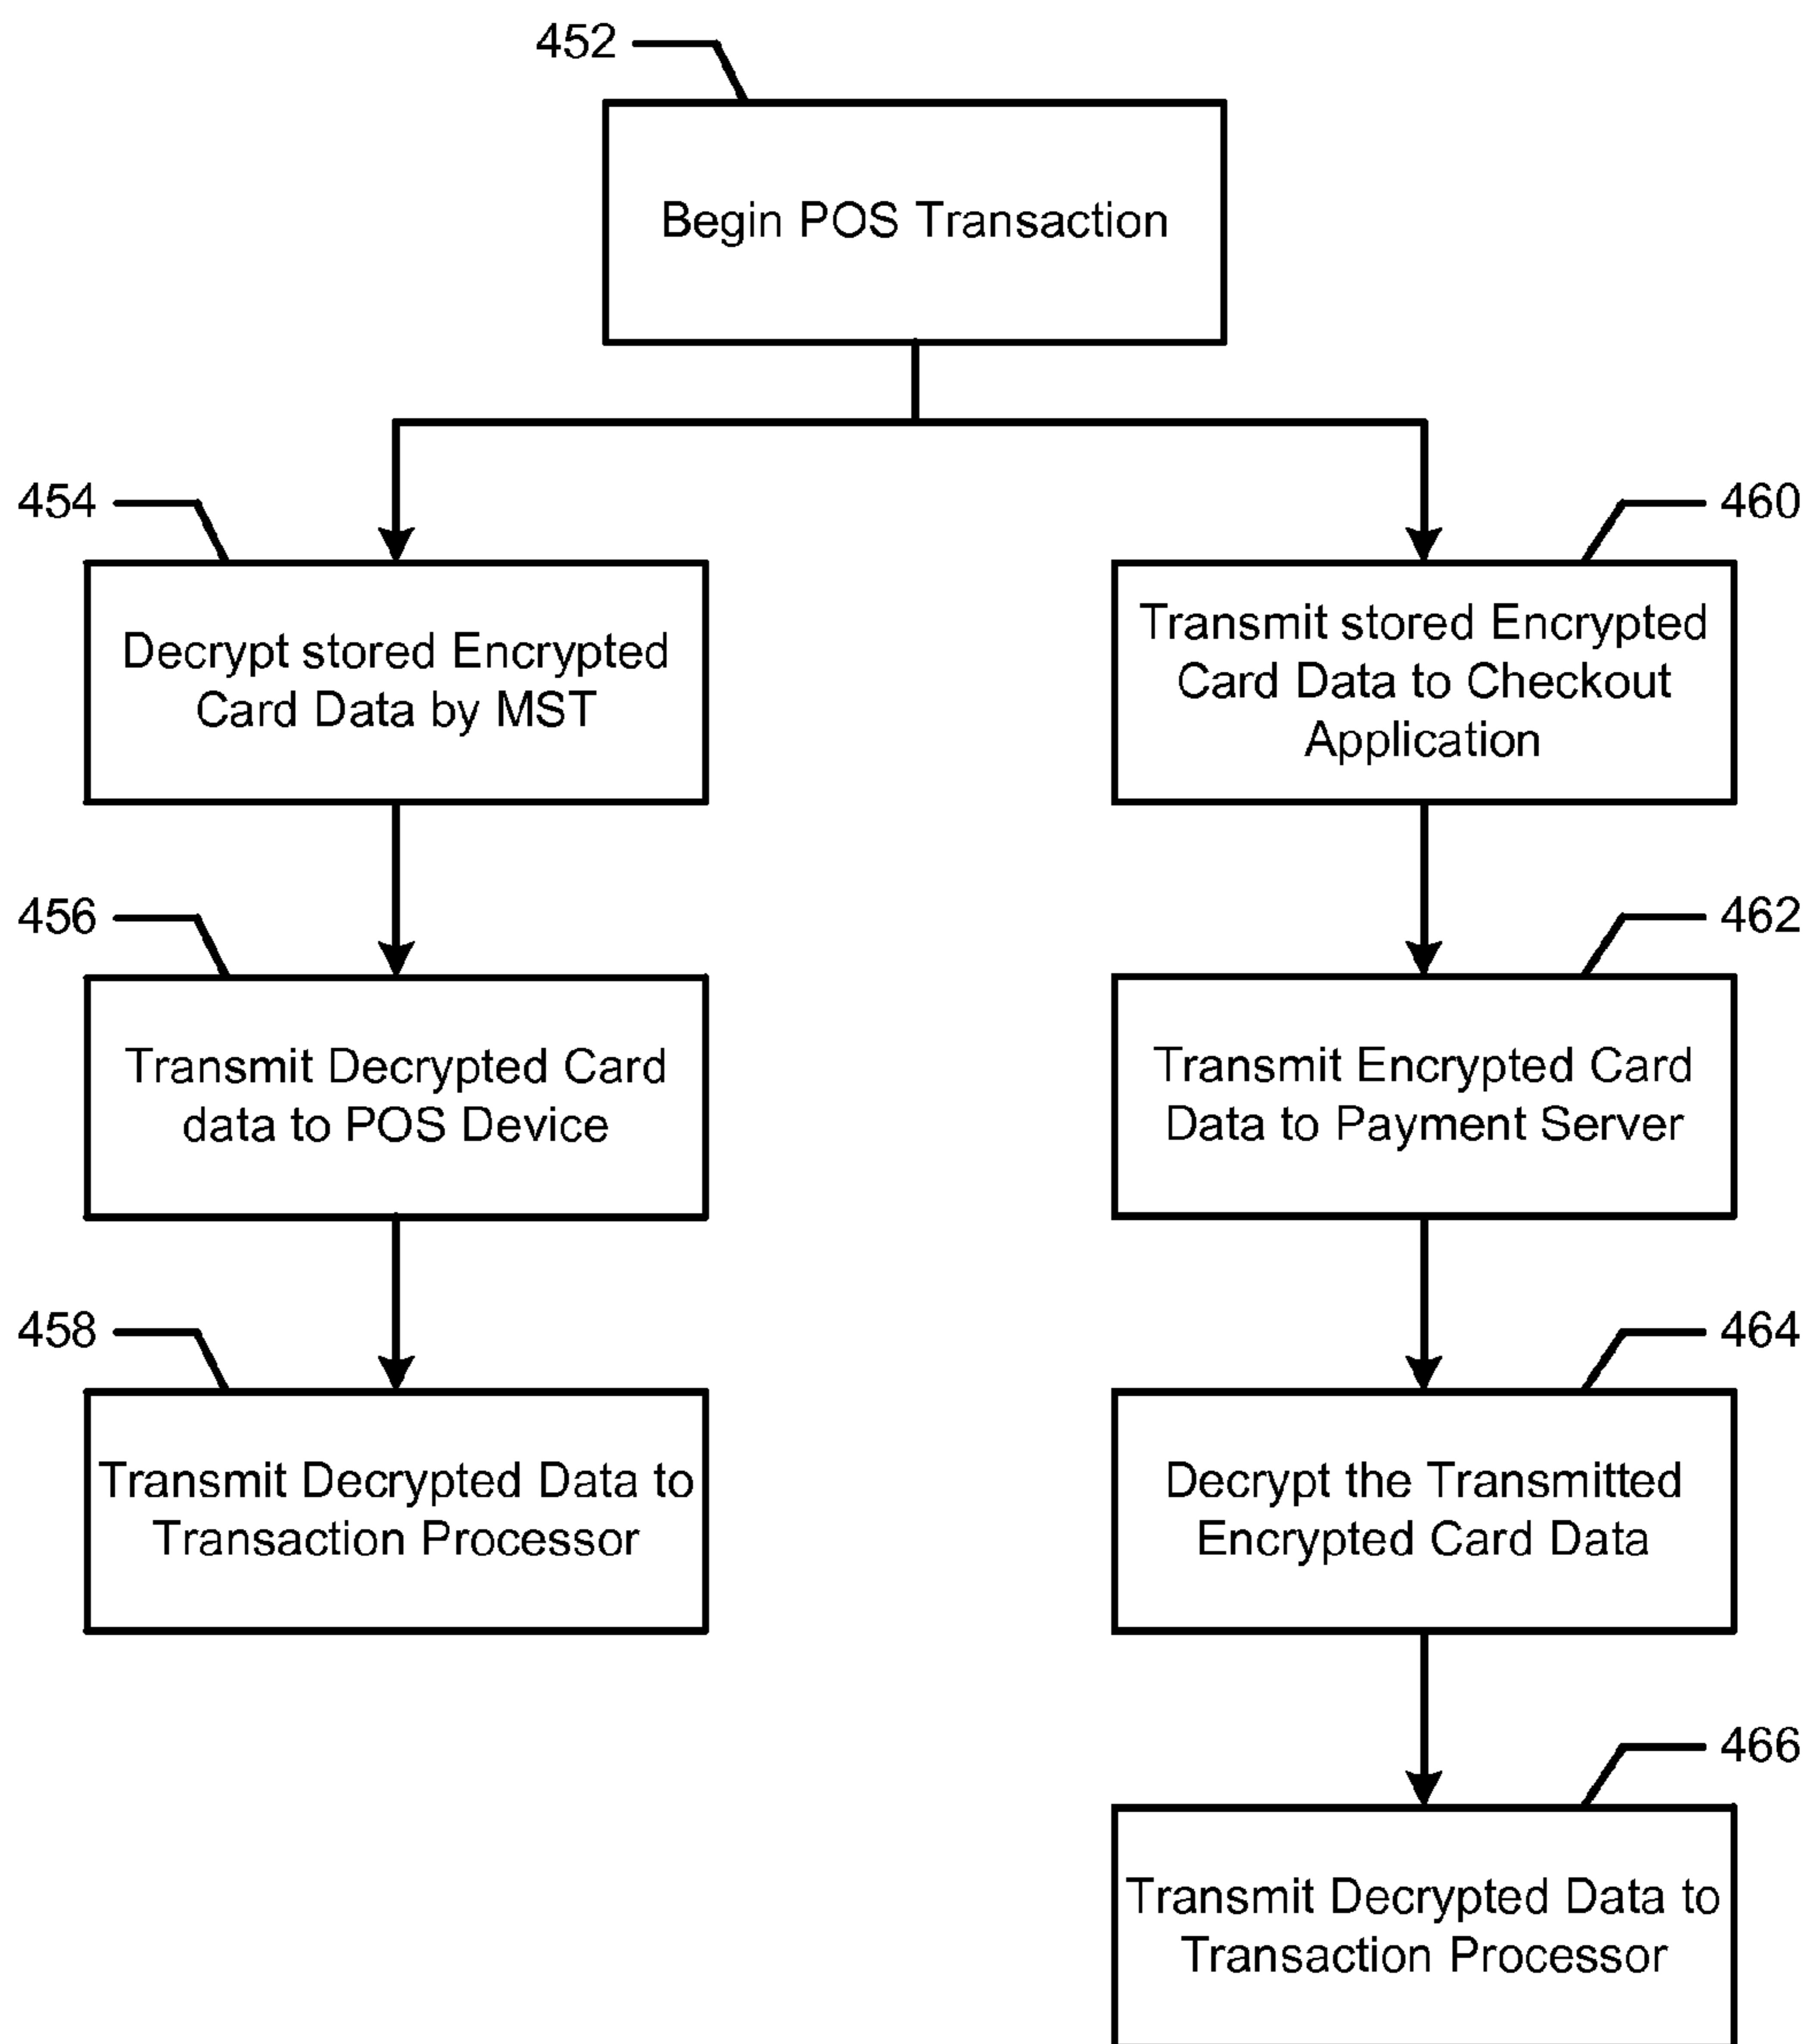 452
Begin POS Transaction
454
Decrypt stored Encrypted
Card Data by MST
456
Transmit Decrypted Card
data to POS Device
458
Transmit Decrypted Data to
Transaction Processor
460
Transmit stored Encrypted
Card Data to Checkout
Application
462
Transmit Encrypted Card
Data to Payment Server
464
Decrypt the Transmitted
Encrypted Card Data
466
Transmit Decrypted Data to
Transaction Processor